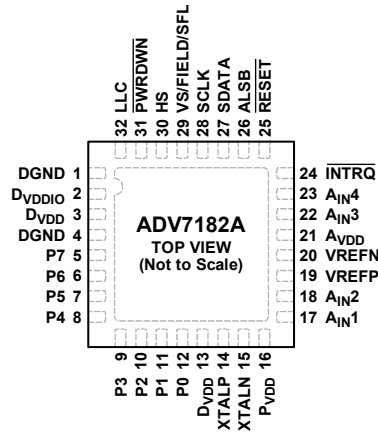 32 LLC
31 PWRDWN
30 HS
29 VS/FIELD/SFL
28 SCLK
27 SDATA
26 ALSB
25 RESET
DGND 1
DVDDIO 2
DVDD 3
DGND 4
P7 5
P6 6
P5 7
P4 8
ADV7182A
TOP VIEW
(Not to Scale)
24 INTRQ
23 AIN4
22 AIN3
21 AVDD
20 VREFN
19 VREFP
18 AIN2
17 AIN1
P3 9
P2 10
P1 11
P0 12
DVDD 13
XTALP 14
XTALN 15
PVDD 16